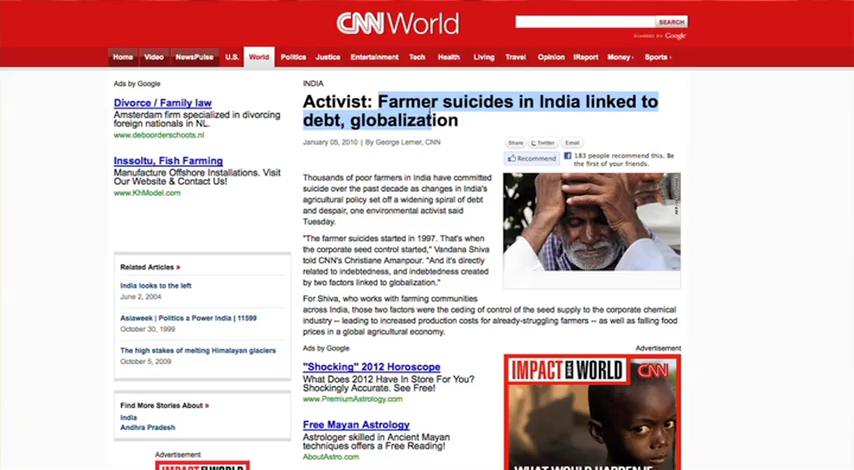 CNN World
SEARCH
POWERED BY Google
Home Video NewsPulse U.S. World Politics Justice Entertainment Tech Health Living Travel Opinion iReport Money Sports
Ads by Google
Divorce / Family law
Amsterdam firm specialized in divorcing
foreign nationals in NL.
www.deboorderschoots.nl
Inssoltu, Fish Farming
Manufacture Offshore Installations. Visit
Our Website & Contact Us!
www.KhModel.com
Related Articles »
India looks to the left
June 2, 2004
Asiaweek | Politics a Power India | 11599
October 30, 1999
The high stakes of melting Himalayan glaciers
October 5, 2009
Find More Stories About »
India
Andhra Pradesh
Advertisement
IMPACT YOUR WORLD
INDIA
Activist: Farmer suicides in India linked to
debt, globalization
January 05, 2010 | By George Lerner, CNN
Share Twitter Email
Recommend 183 people recommend this. Be
the first of your friends.
Thousands of poor farmers in India have committed
suicide over the past decade as changes in India's
agricultural policy set off a widening spiral of debt
and despair, one environmental activist said
Tuesday.
"The farmer suicides started in 1997. That's when
the corporate seed control started," Vandana Shiva
told CNN's Christiane Amanpour. "And it's directly
related to indebtedness, and indebtedness created
by two factors linked to globalization."
For Shiva, who works with farming communities
across India, those two factors were the ceding of control of the seed supply to the corporate chemical
industry -- leading to increased production costs for already-struggling farmers -- as well as falling food
prices in a global agricultural economy.
Ads by Google
"Shocking" 2012 Horoscope
What Does 2012 Have In Store For You?
Shockingly Accurate. See Free!
www.PremiumAstrology.com
Free Mayan Astrology
Astrologer skilled in Ancient Mayan
techniques offers a Free Reading!
AboutAstro.com
Advertisement
IMPACT YOUR WORLD CNN
WHAT WOULD HAPPEN IF